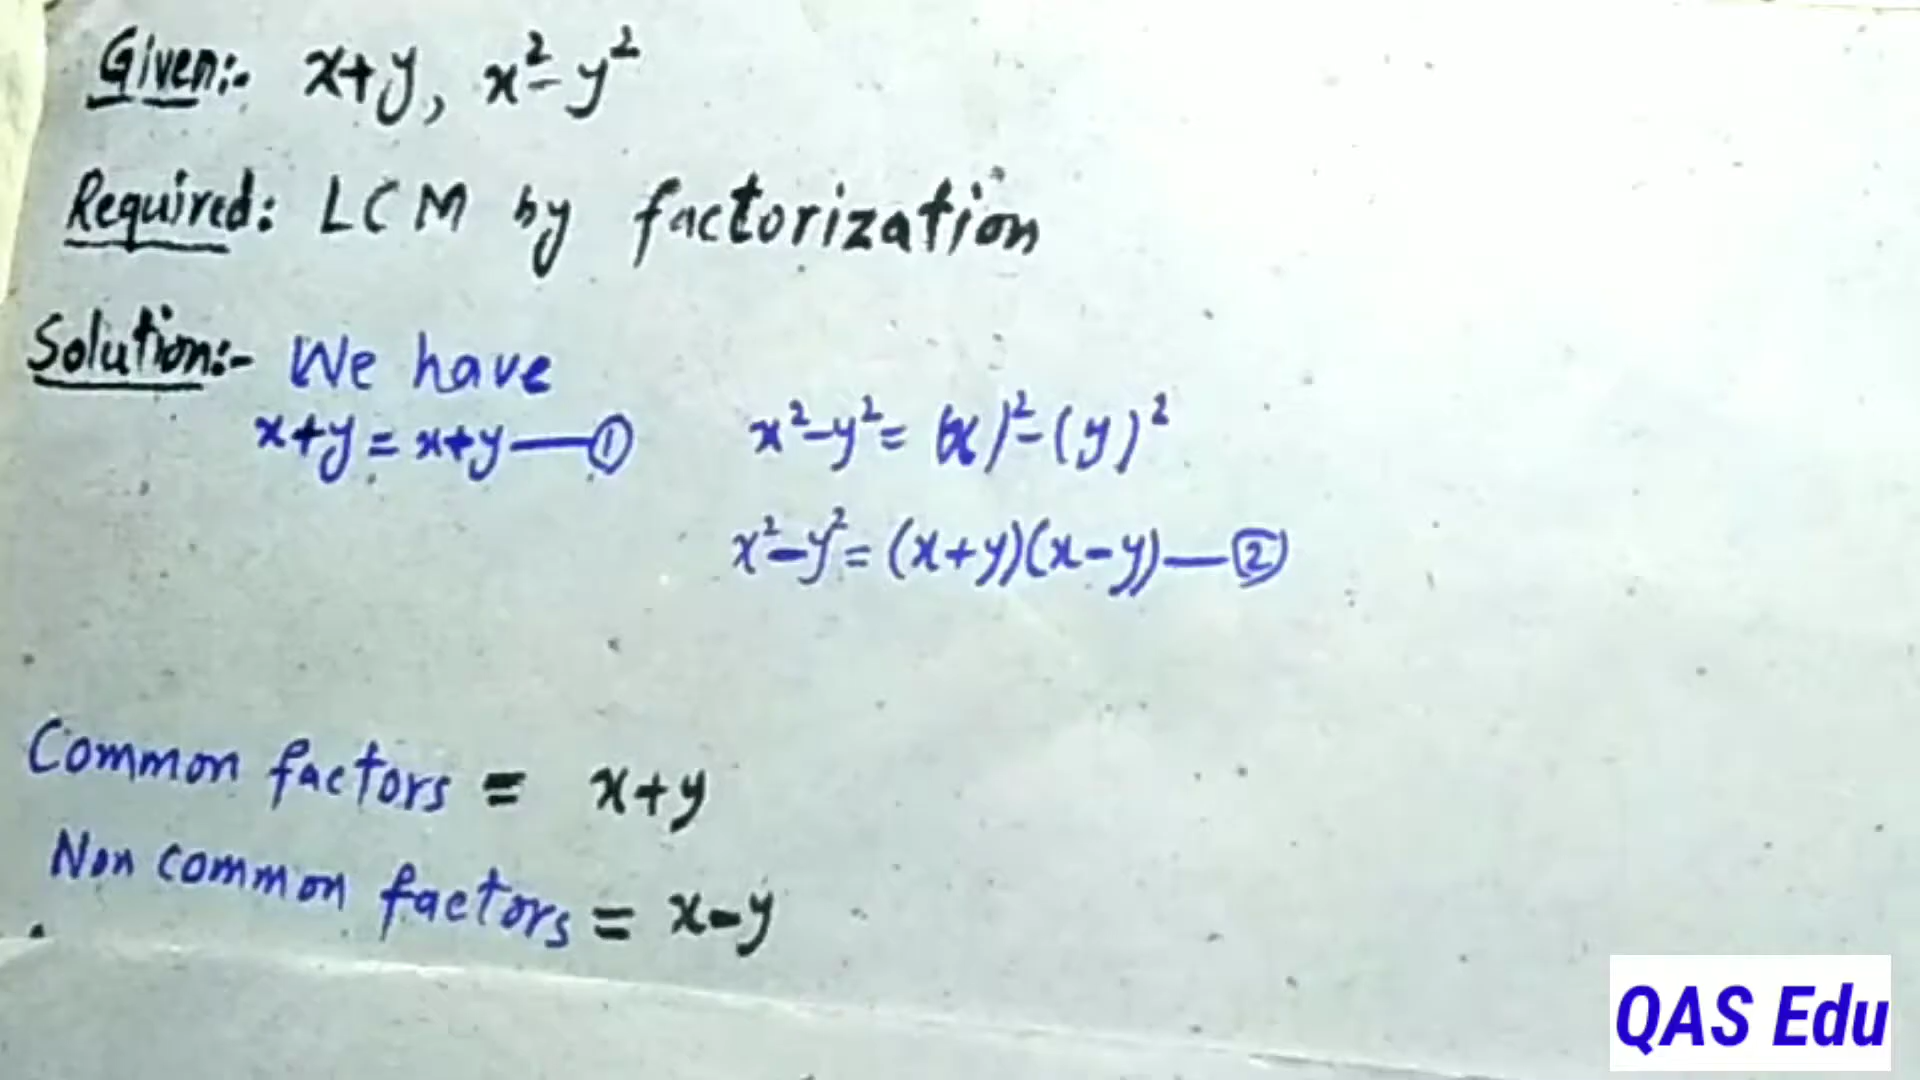 Given:- x+y, x²-y²
Required: LCM by factorization
Solution:- We have
x+y = x+y —①
x²-y² = (x)²-(y)²
x²-y² = (x+y)(x-y) —②
Common factors = x+y
Non common factors = x-y
QAS Edu